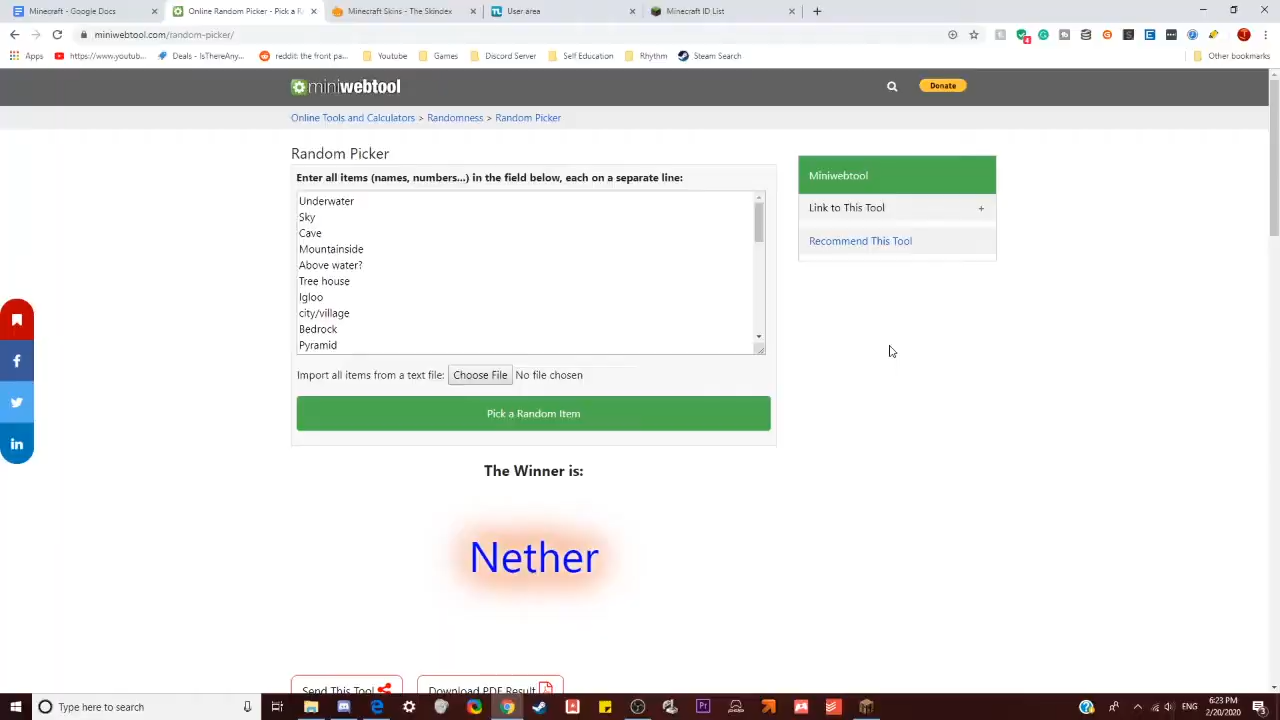 Minecraft - Google Docs
Online Random Picker - Pick a R
Minecraft Skins - The Skindex
User area
Minecraft ID List
miniwebtool.com/random-picker/
Apps
https://www.youtub...
Deals - IsThereAny...
reddit: the front pa...
Youtube
Games
Discord Server
Self Education
Rhythm
Steam Search
Other bookmarks
miniwebtool
Donate
Online Tools and Calculators > Randomness > Random Picker
Random Picker
Enter all items (names, numbers...) in the field below, each on a separate line:
Underwater
Sky
Cave
Mountainside
Above water?
Tree house
Igloo
city/village
Bedrock
Pyramid
Miniwebtool
Link to This Tool +
Recommend This Tool
Import all items from a text file: Choose File No file chosen
Pick a Random Item
The Winner is:
Nether
Send This Tool
Download PDF Result
Type here to search
ENG
6:23 PM
2/20/2020